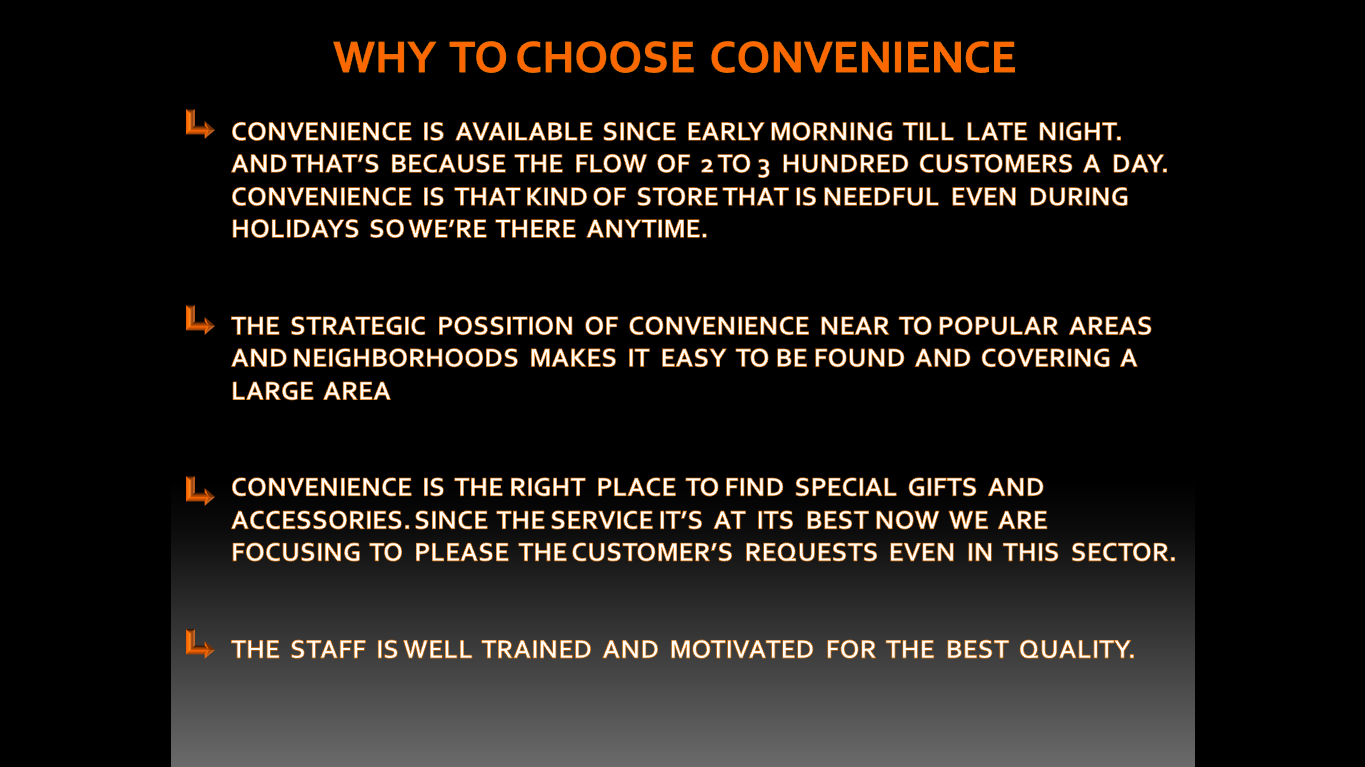 WHY TO CHOOSE CONVENIENCE
CONVENIENCE IS AVAILABLE SINCE EARLY MORNING TILL LATE NIGHT.
AND THAT'S BECAUSE THE FLOW OF 2 TO 3 HUNDRED CUSTOMERS A DAY.
CONVENIENCE IS THAT KIND OF STORE THAT IS NEEDFUL EVEN DURING
HOLIDAYS SO WE'RE THERE ANYTIME.
THE STRATEGIC POSSITION OF CONVENIENCE NEAR TO POPULAR AREAS
AND NEIGHBORHOODS MAKES IT EASY TO BE FOUND AND COVERING A
LARGE AREA
CONVENIENCE IS THE RIGHT PLACE TO FIND SPECIAL GIFTS AND
ACCESSORIES. SINCE THE SERVICE IT'S AT ITS BEST NOW WE ARE
FOCUSING TO PLEASE THE CUSTOMER'S REQUESTS EVEN IN THIS SECTOR.
THE STAFF IS WELL TRAINED AND MOTIVATED FOR THE BEST QUALITY.